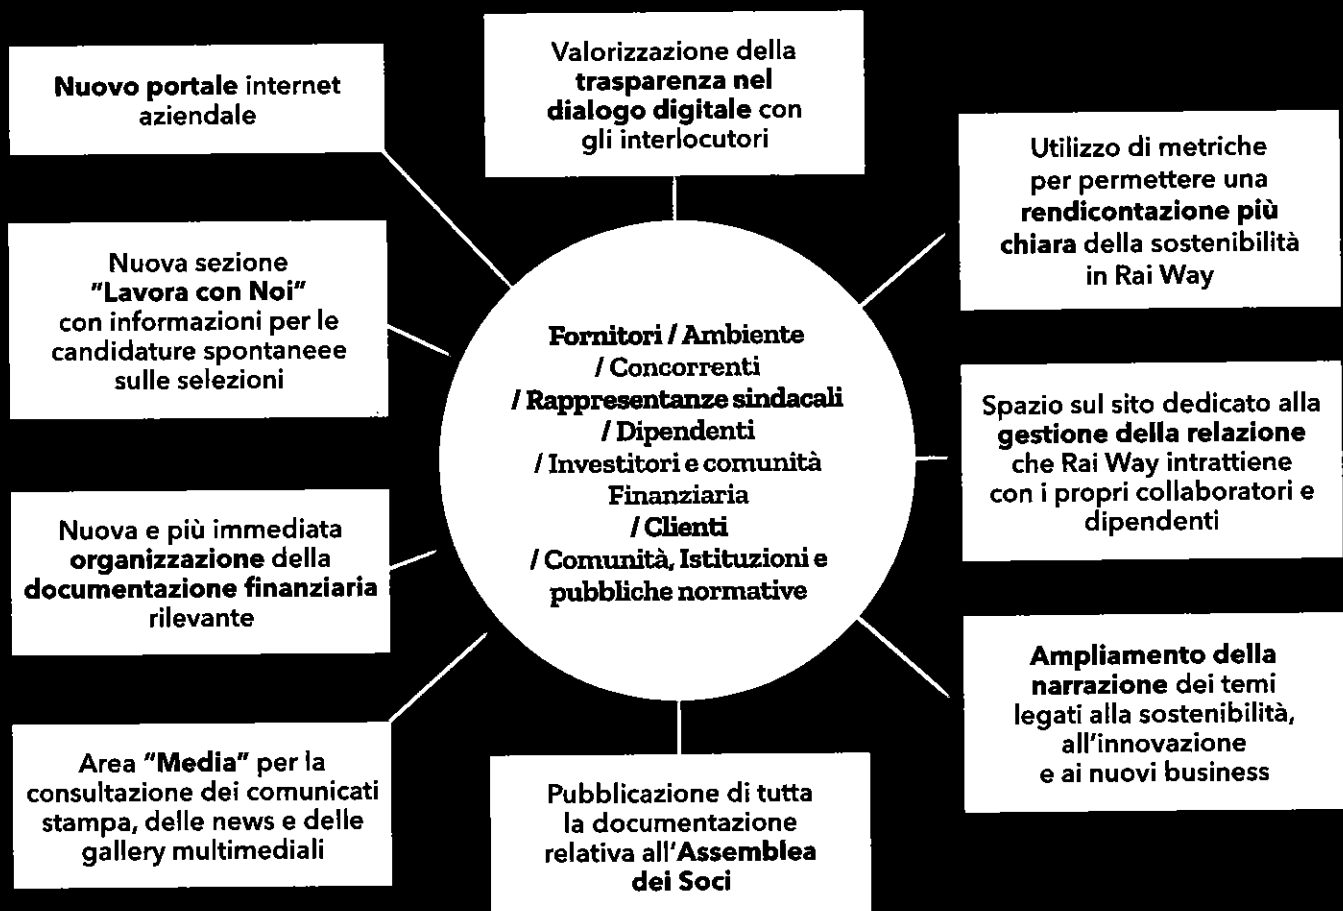 Nuovo portale internet
aziendale
Valorizzazione della
trasparenza nel
dialogo digitale con
gli interlocutori
Utilizzo di metriche
per permettere una
rendicontazione più
chiara della sostenibilità
in Rai Way
Nuova sezione
"Lavora con Noi"
con informazioni per le
candidature spontaneee
sulle selezioni
Fornitori / Ambiente
/ Concorrenti
/ Rappresentanze sindacali
/ Dipendenti
/ Investitori e comunità
Finanziaria
/ Clienti
/ Comunità, Istituzioni e
pubbliche normative
Spazio sul sito dedicato alla
gestione della relazione
che Rai Way intrattiene
con i propri collaboratori e
dipendenti
Nuova e più immediata
organizzazione della
documentazione finanziaria
rilevante
Ampliamento della
narrazione dei temi
legati alla sostenibilità,
all'innovazione
e ai nuovi business
Area "Media" per la
consultazione dei comunicati
stampa, delle news e delle
gallery multimediali
Pubblicazione di tutta
la documentazione
relativa all'Assemblea
dei Soci